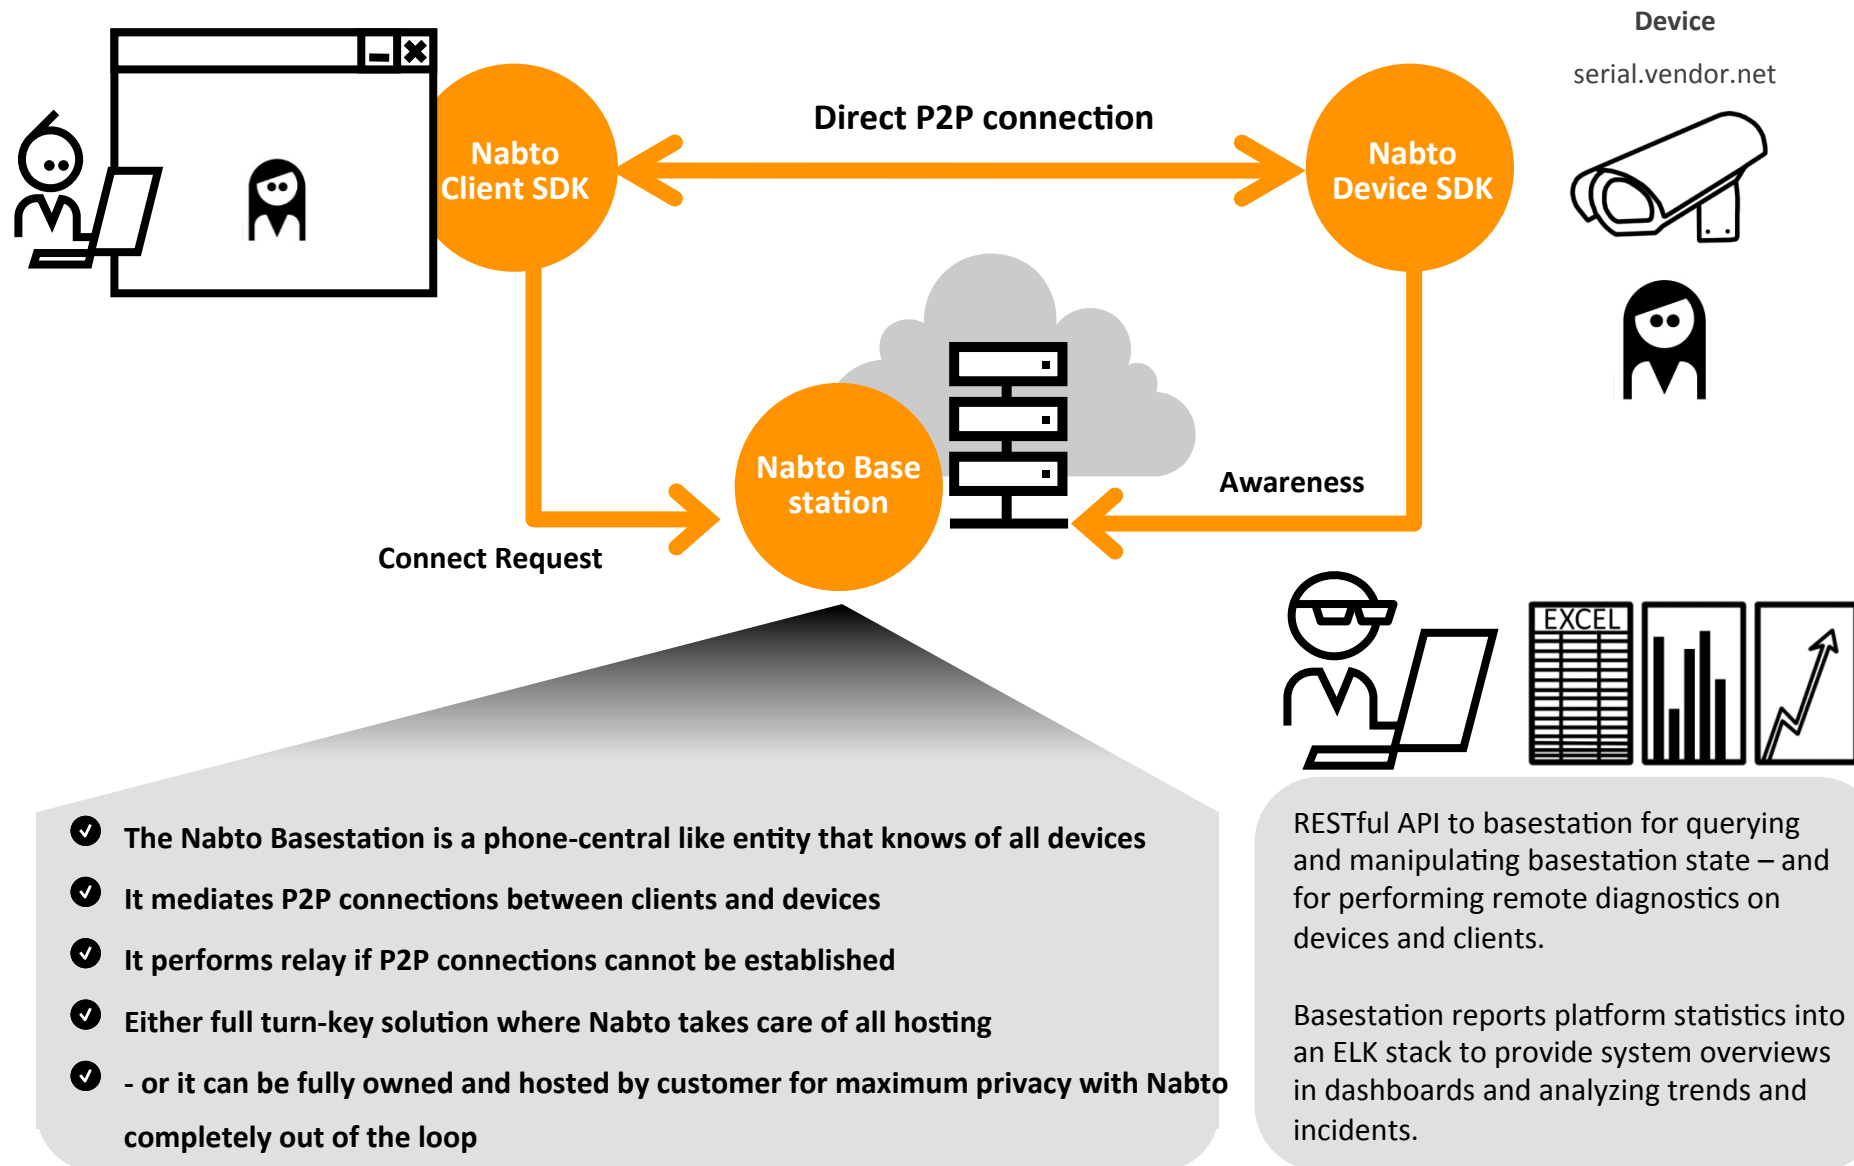 Device
serial.vendor.net
Direct P2P connection
Nabto
Client SDK
Nabto
Device SDK
Nabto Base
station
Awareness
Connect Request
EXCEL
The Nabto Basestation is a phone-central like entity that knows of all devices
It mediates P2P connections between clients and devices
It performs relay if P2P connections cannot be established
Either full turn-key solution where Nabto takes care of all hosting
- or it can be fully owned and hosted by customer for maximum privacy with Nabto
completely out of the loop
RESTful API to basestation for querying
and manipulating basestation state – and
for performing remote diagnostics on
devices and clients.
Basestation reports platform statistics into
an ELK stack to provide system overviews
in dashboards and analyzing trends and
incidents.